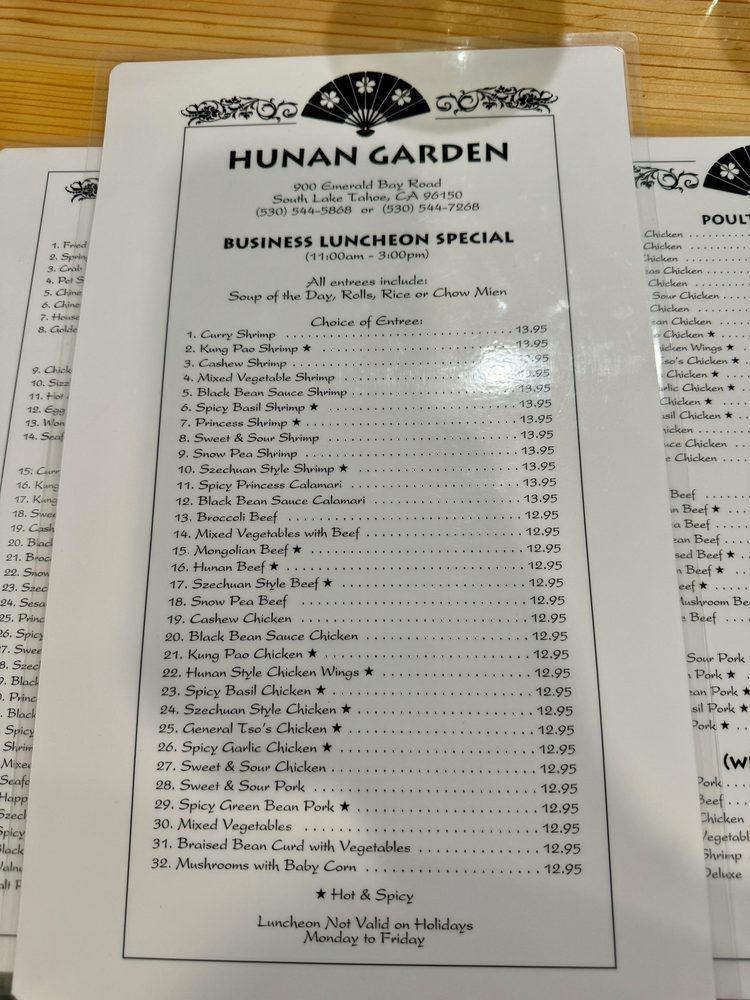 HUNAN GARDEN
900 Emerald Bay Road
South Lake Tahoe, CA 96150
(530) 544-5868 or (530) 544-7268
BUSINESS LUNCHEON SPECIAL
(11:00am - 3:00pm)
All entrees include:
Soup of the Day, Rolls, Rice or Chow Mien
Choice of Entree:
1. Curry Shrimp 13.95
2. Kung Pao Shrimp ★ 13.95
3. Cashew Shrimp 13.95
4. Mixed Vegetable Shrimp 13.95
5. Black Bean Sauce Shrimp 13.95
6. Spicy Basil Shrimp ★ 13.95
7. Princess Shrimp ★ 13.95
8. Sweet & Sour Shrimp 13.95
9. Snow Pea Shrimp 13.95
10. Szechuan Style Shrimp ★ 13.95
11. Spicy Princess Calamari 13.95
12. Black Bean Sauce Calamari 13.95
13. Broccoli Beef 12.95
14. Mixed Vegetables with Beef 12.95
15. Mongolian Beef ★ 12.95
16. Hunan Beef ★ 12.95
17. Szechuan Style Beef ★ 12.95
18. Snow Pea Beef 12.95
19. Cashew Chicken 12.95
20. Black Bean Sauce Chicken 12.95
21. Kung Pao Chicken ★ 12.95
22. Hunan Style Chicken Wings ★ 12.95
23. Spicy Basil Chicken ★ 12.95
24. Szechuan Style Chicken ★ 12.95
25. General Tso's Chicken ★ 12.95
26. Spicy Garlic Chicken ★ 12.95
27. Sweet & Sour Chicken 12.95
28. Sweet & Sour Pork 12.95
29. Spicy Green Bean Pork ★ 12.95
30. Mixed Vegetables 12.95
31. Braised Bean Curd with Vegetables 12.95
32. Mushrooms with Baby Corn 12.95
★ Hot & Spicy
Luncheon Not Valid on Holidays
Monday to Friday